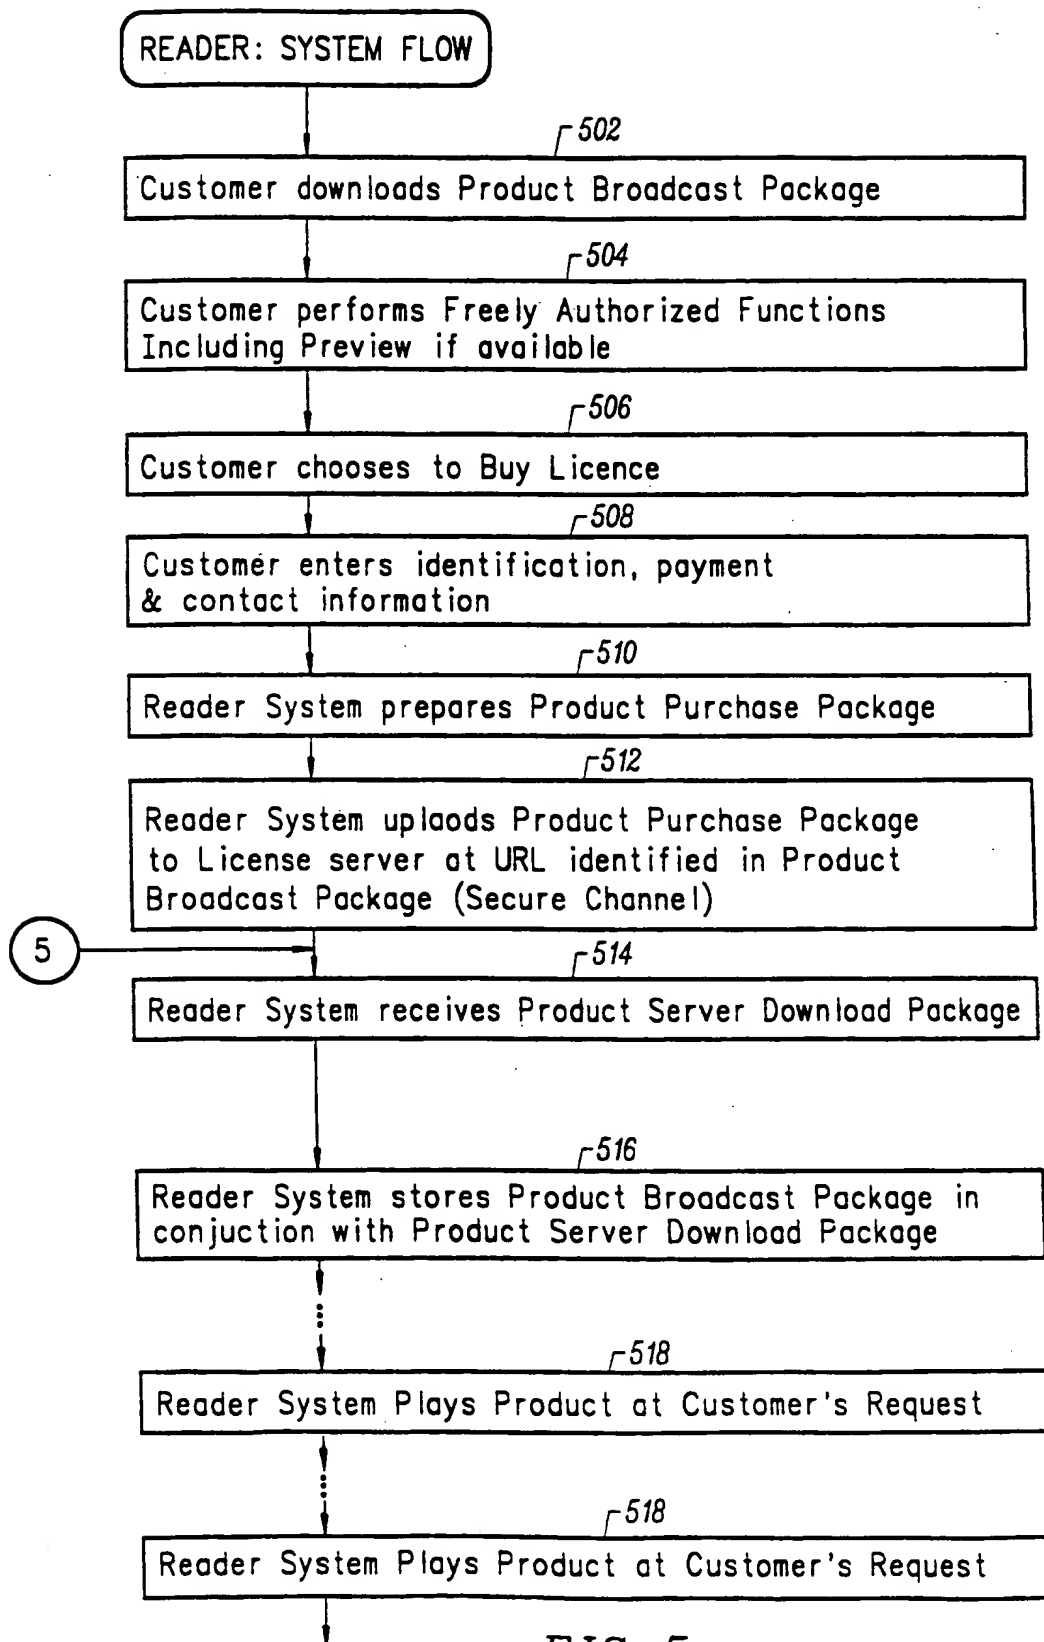 READER: SYSTEM FLOW
502
Customer downloads Product Broadcast Package
504
Customer performs Freely Authorized Functions
Including Preview if available
506
Customer chooses to Buy Licence
508
Customer enters identification, payment
& contact information
510
Reader System prepares Product Purchase Package
512
Reader System uplaods Product Purchase Package
to License server at URL identified in Product
Broadcast Package (Secure Channel)
5
514
Reader System receives Product Server Download Package
516
Reader System stores Product Broadcast Package in
conjuction with Product Server Download Package
518
Reader System Plays Product at Customer's Request
518
Reader System Plays Product at Customer's Request
FIG. 5